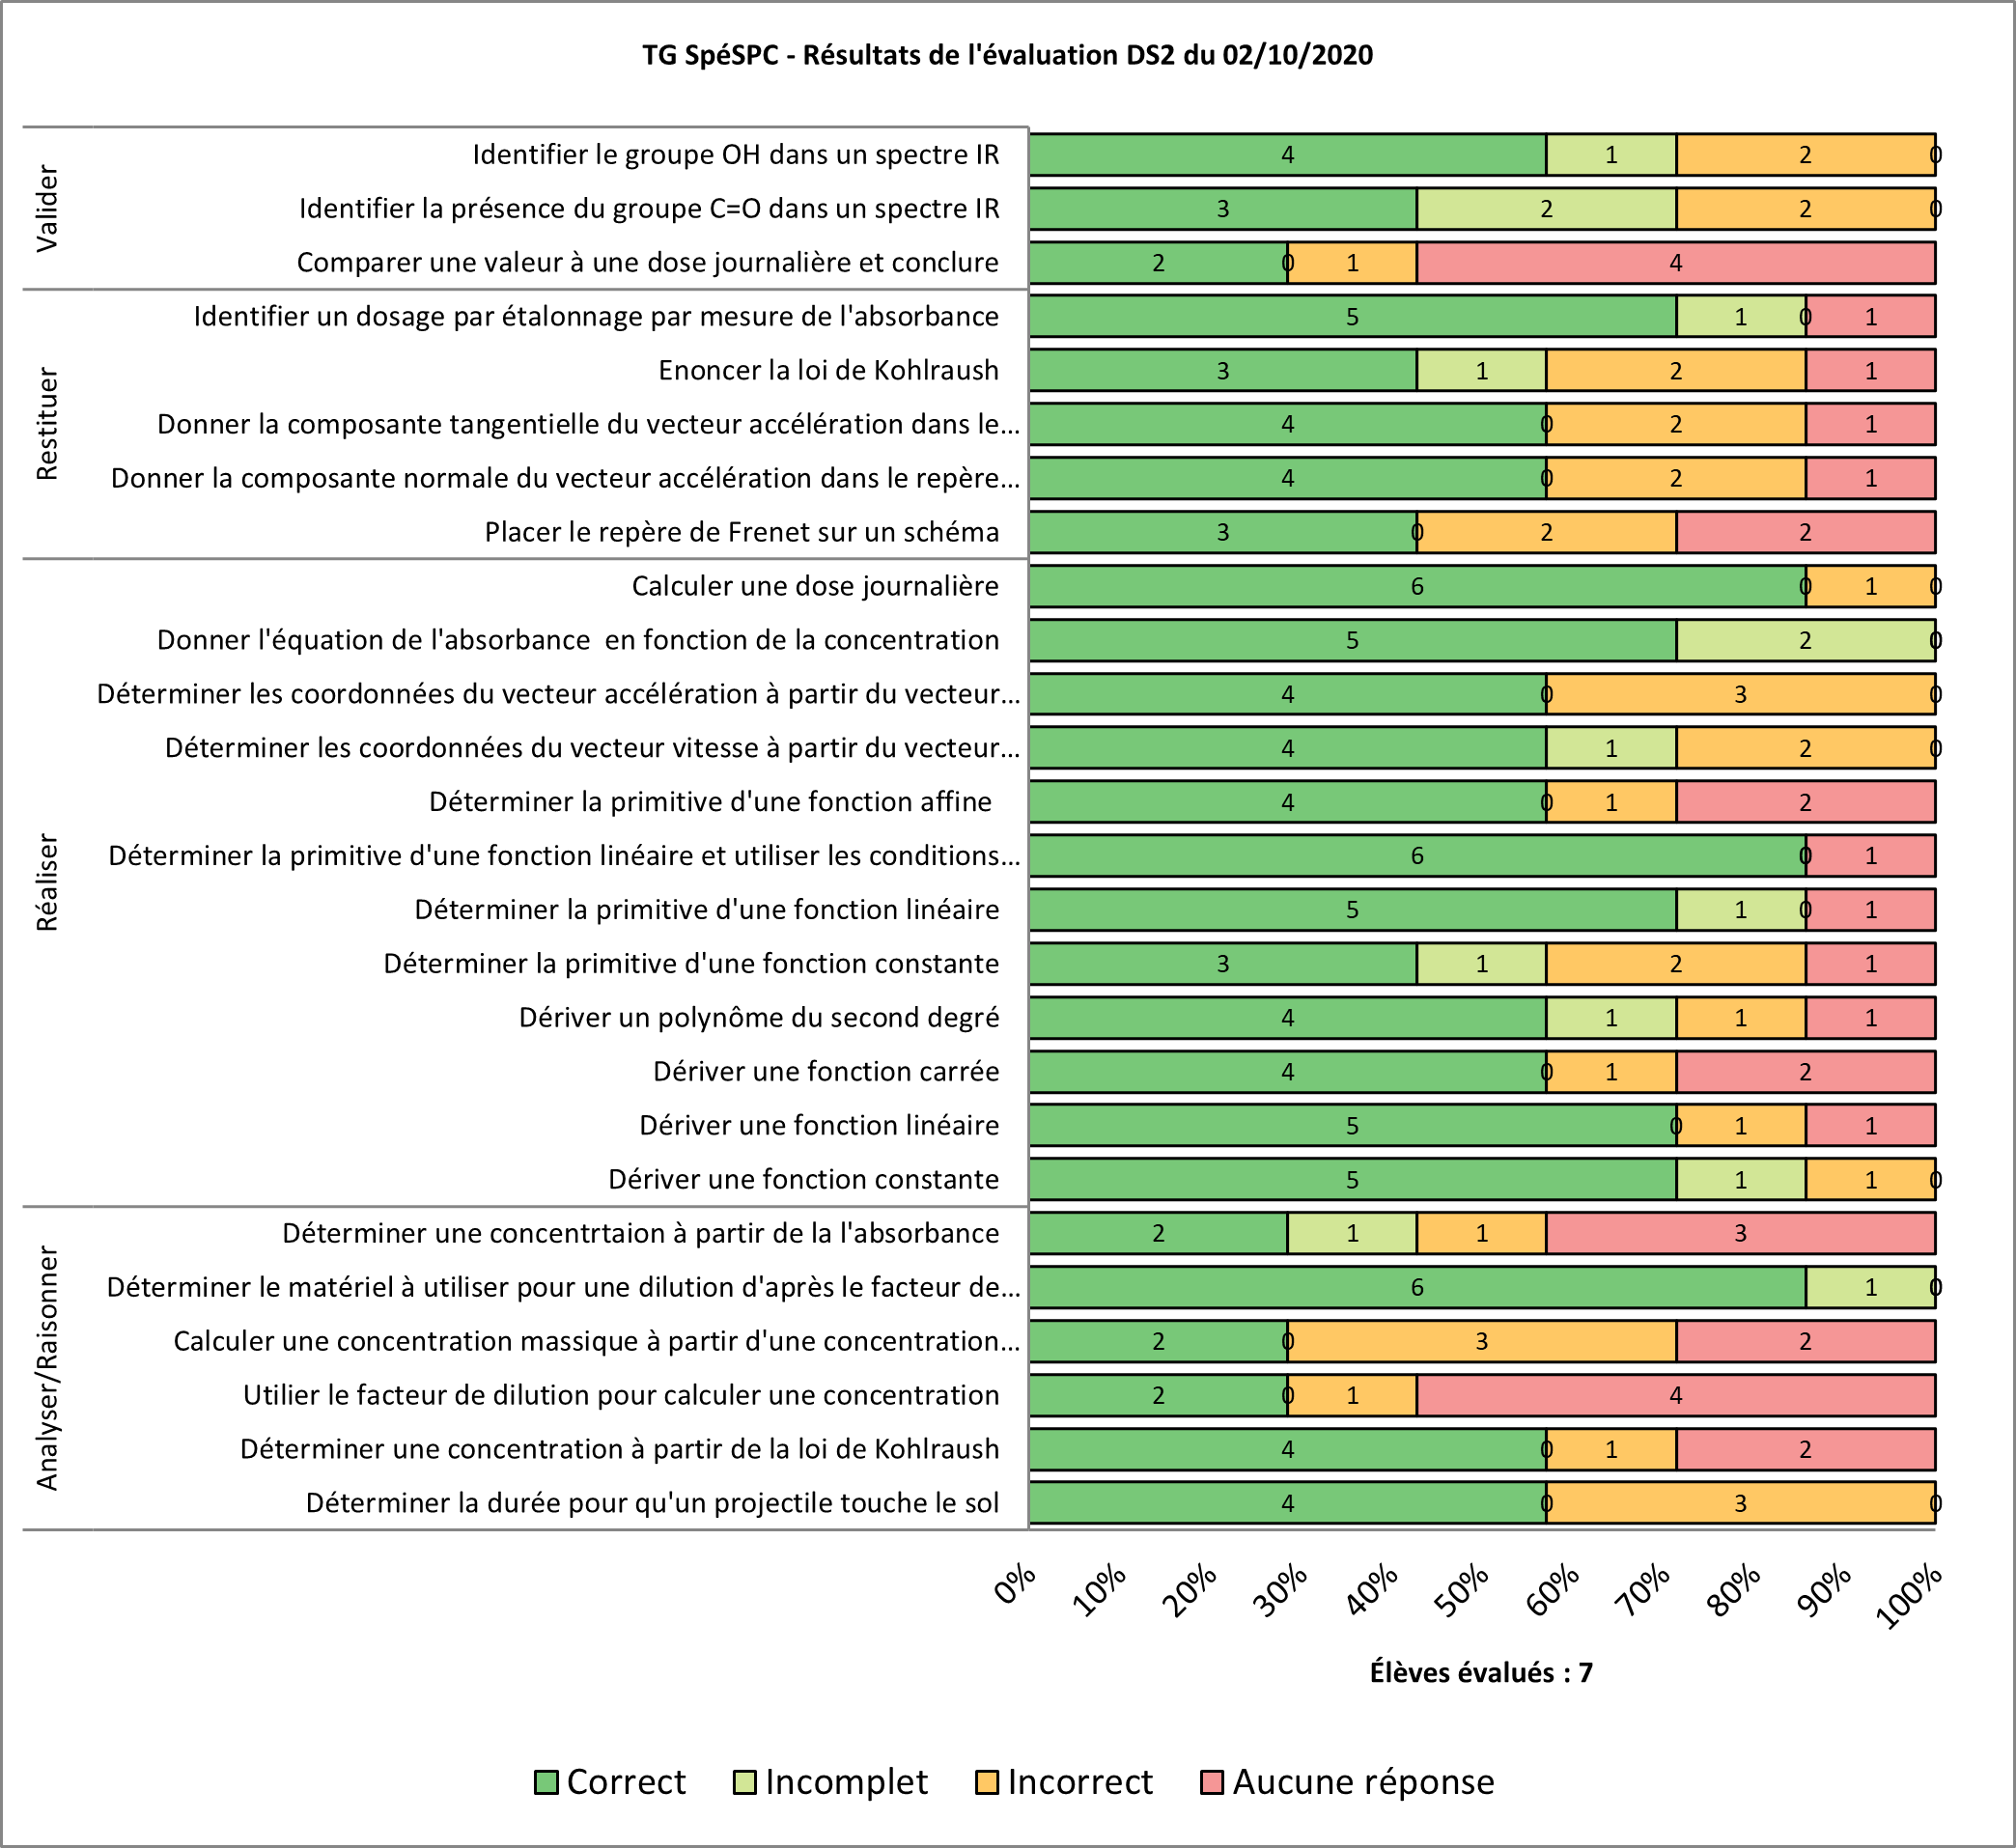 TG SpéSPC - Résultats de l'évaluation DS2 du 02/10/2020
Valider
Identifier le groupe OH dans un spectre IR 4 1 2 0
Identifier la présence du groupe C=O dans un spectre IR 3 2 2 0
Comparer une valeur à une dose journalière et conclure 2 0 1 4
Restituer
Identifier un dosage par étalonnage par mesure de l'absorbance 5 1 0 1
Enoncer la loi de Kohlraush 3 1 2 1
Donner la composante tangentielle du vecteur accélération dans le... 4 0 2 1
Donner la composante normale du vecteur accélération dans le repère... 4 0 2 1
Placer le repère de Frenet sur un schéma 3 0 2 2
Réaliser
Calculer une dose journalière 6 0 1 0
Donner l'équation de l'absorbance  en fonction de la concentration 5 2 0
Déterminer les coordonnées du vecteur accélération à partir du vecteur... 4 0 3 0
Déterminer les coordonnées du vecteur vitesse à partir du vecteur... 4 1 2 0
Déterminer la primitive d'une fonction affine 4 0 1 2
Déterminer la primitive d'une fonction linéaire et utiliser les conditions... 6 0 1
Déterminer la primitive d'une fonction linéaire 5 1 0 1
Déterminer la primitive d'une fonction constante 3 1 2 1
Dériver un polynôme du second degré 4 1 1 1
Dériver une fonction carrée 4 0 1 2
Dériver une fonction linéaire 5 0 1 1
Dériver une fonction constante 5 1 1 0
Analyser/Raisonner
Déterminer une concentrtaion à partir de la l'absorbance 2 1 1 3
Déterminer le matériel à utiliser pour une dilution d'après le facteur de... 6 1 0
Calculer une concentration massique à partir d'une concentration... 2 0 3 2
Utilier le facteur de dilution pour calculer une concentration 2 0 1 4
Déterminer une concentration à partir de la loi de Kohlraush 4 0 1 2
Déterminer la durée pour qu'un projectile touche le sol 4 0 3 0
0% 10% 20% 30% 40% 50% 60% 70% 80% 90% 100%
Élèves évalués : 7
Correct Incomplet Incorrect Aucune réponse